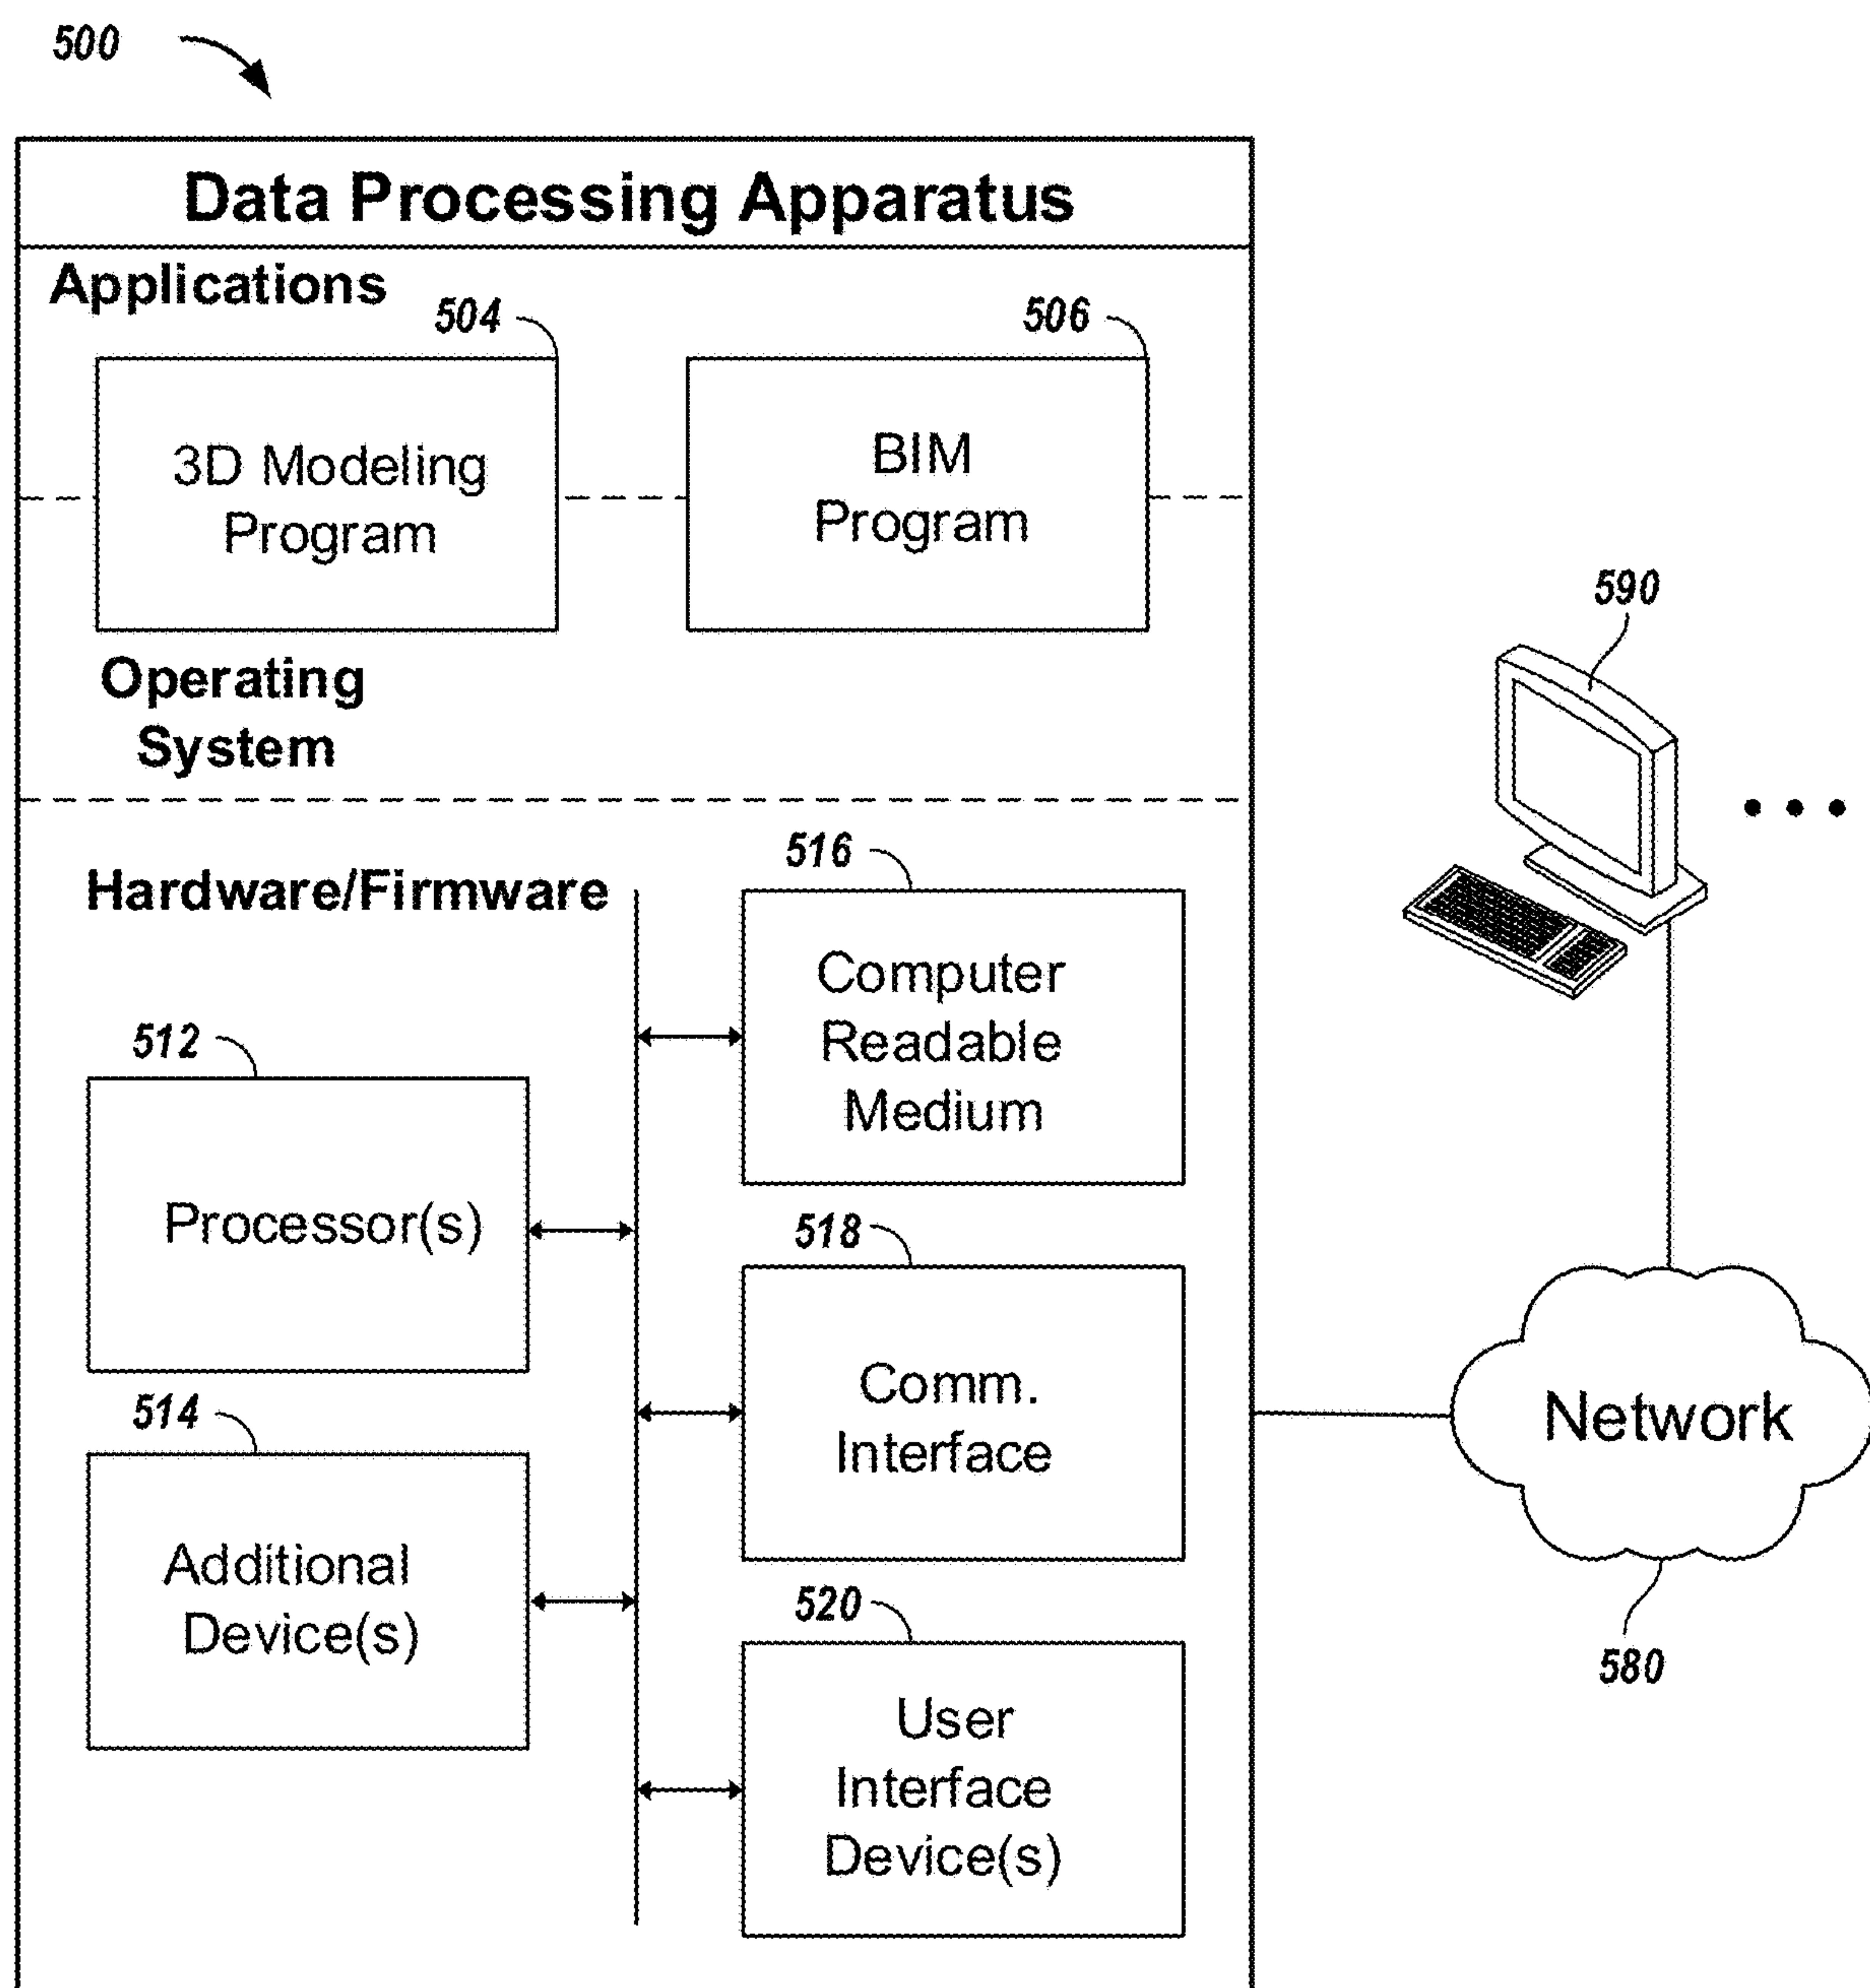 500
Data Processing Apparatus
Applications
504
506
3D Modeling
Program
BIM
Program
Operating
System
590
Hardware/Firmware
516
Computer
Readable
Medium
512
Processor(s)
518
Comm.
Interface
514
Additional
Device(s)
520
User
Interface
Device(s)
Network
580